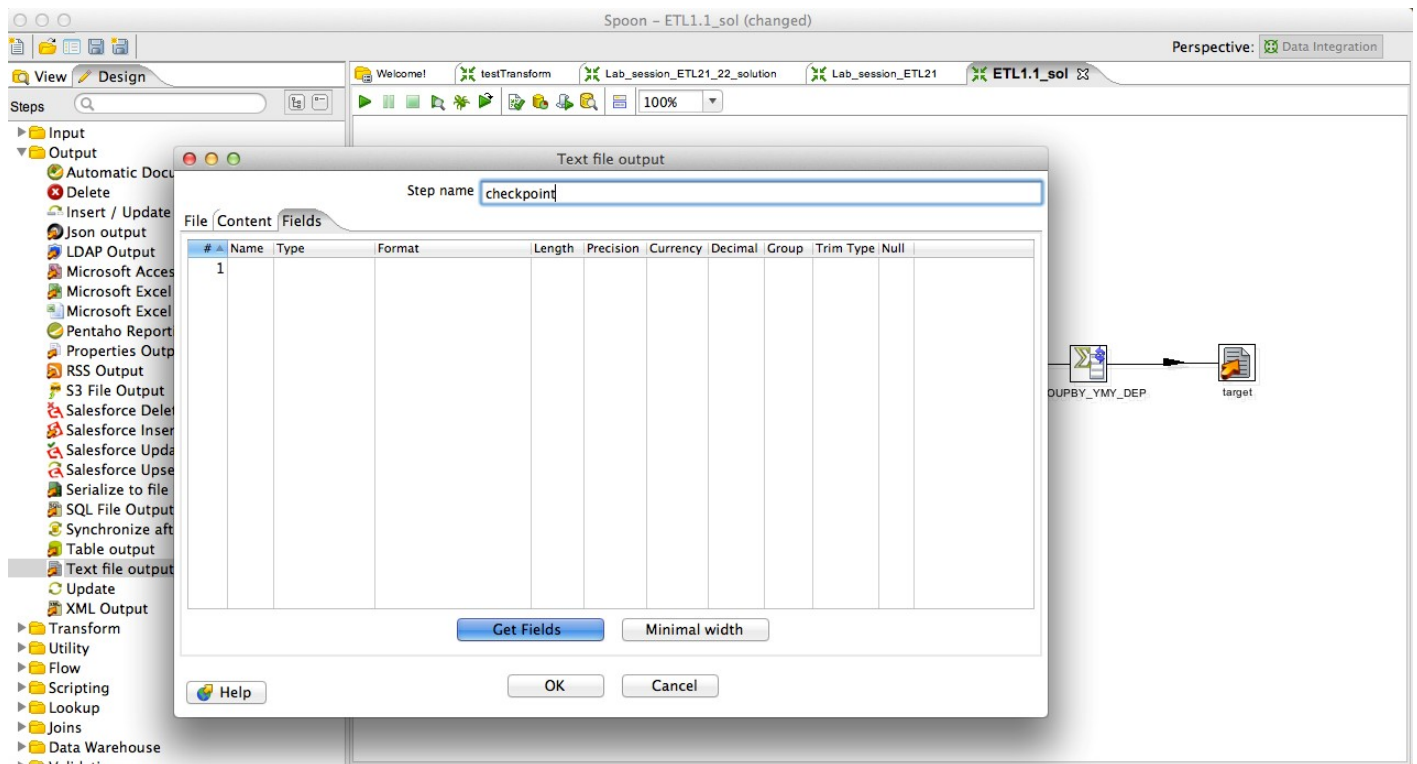 Spoon - ETL1.1_sol (changed)
Perspective: Data Integration
View Design
Welcome! testTransform Lab_session_ETL21_22_solution Lab_session_ETL21 ETL1.1_sol
Steps
100%
Input
Output
Automatic Docu
Delete
Insert / Update
Json output
LDAP Output
Microsoft Acces
Microsoft Excel
Microsoft Excel
Pentaho Report
Properties Outp
RSS Output
S3 File Output
Salesforce Delet
Salesforce Inser
Salesforce Upda
Salesforce Upse
Serialize to file
SQL File Output
Synchronize aft
Table output
Text file output
Update
XML Output
Transform
Utility
Flow
Scripting
Lookup
Joins
Data Warehouse
Text file output
Step name checkpoint
File Content Fields
# Name Type Format Length Precision Currency Decimal Group Trim Type Null
1
Get Fields Minimal width
Help OK Cancel
OUPBY_YMY_DEP target